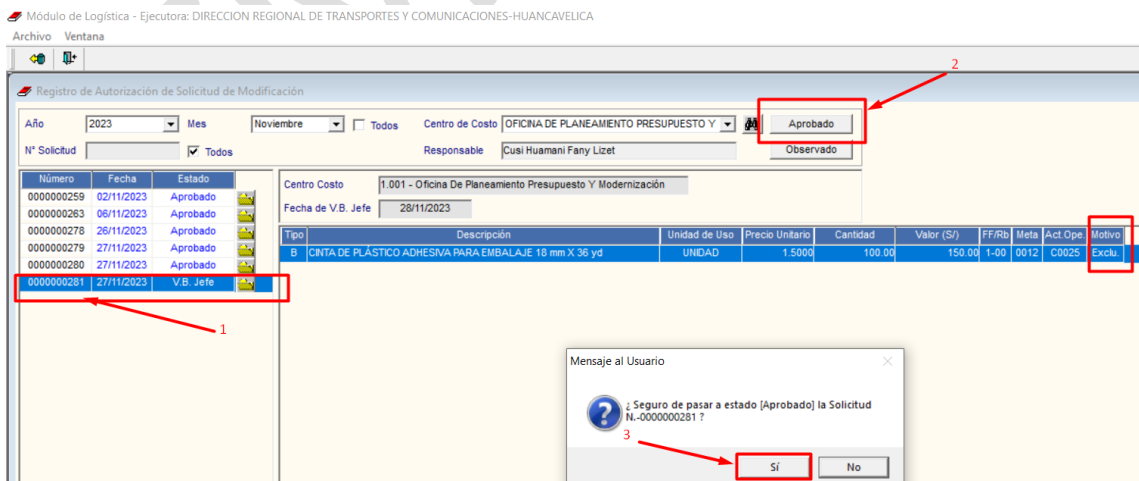 Módulo de Logística - Ejecutora: DIRECCION REGIONAL DE TRANSPORTES Y COMUNICACIONES-HUANCAVELICA
Archivo Ventana
2
Registro de Autorización de Solicitud de Modificación
Año 2023 Mes Noviembre Todos Centro de Costo OFICINA DE PLANEAMIENTO PRESUPUESTO Y Aprobado
N° Solicitud Todos Responsable Cusi Huamani Fany Lizet Observado
Número Fecha Estado
0000000259 02/11/2023 Aprobado
0000000263 06/11/2023 Aprobado
0000000278 26/11/2023 Aprobado
0000000279 27/11/2023 Aprobado
0000000280 27/11/2023 Aprobado
0000000281 27/11/2023 V.B. Jefe
1
Centro Costo 1.001 - Oficina De Planeamiento Presupuesto Y Modernización
Fecha de V.B. Jefe 28/11/2023
Tipo Descripción Unidad de Uso Precio Unitario Cantidad Valor (S/) FF/Rb Meta Act.Ope. Motivo
B CINTA DE PLÁSTICO ADHESIVA PARA EMBALAJE 18 mm X 36 yd UNIDAD 1.5000 100.00 150.00 1-00 0012 C0025 Exclu.
Mensaje al Usuario
¿ Seguro de pasar a estado [Aprobado] la Solicitud
N.-0000000281 ?
3
Sí No